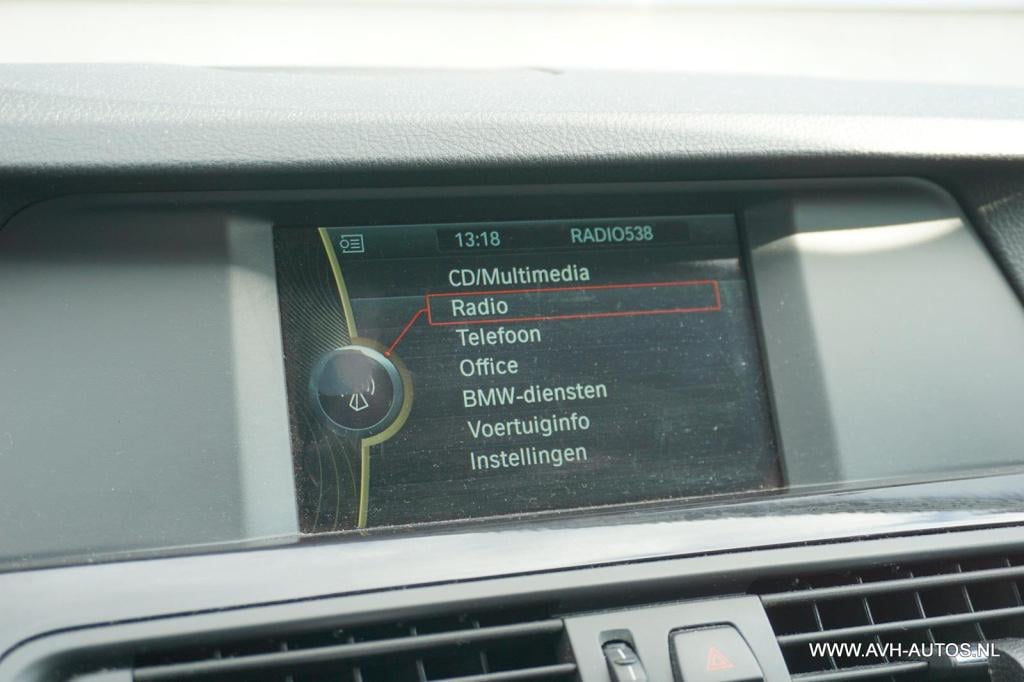 13:18 RADIO538
CD/Multimedia
Radio
Telefoon
Office
BMW-diensten
Voertuiginfo
Instellingen
WWW.AVH-AUTOS.NL